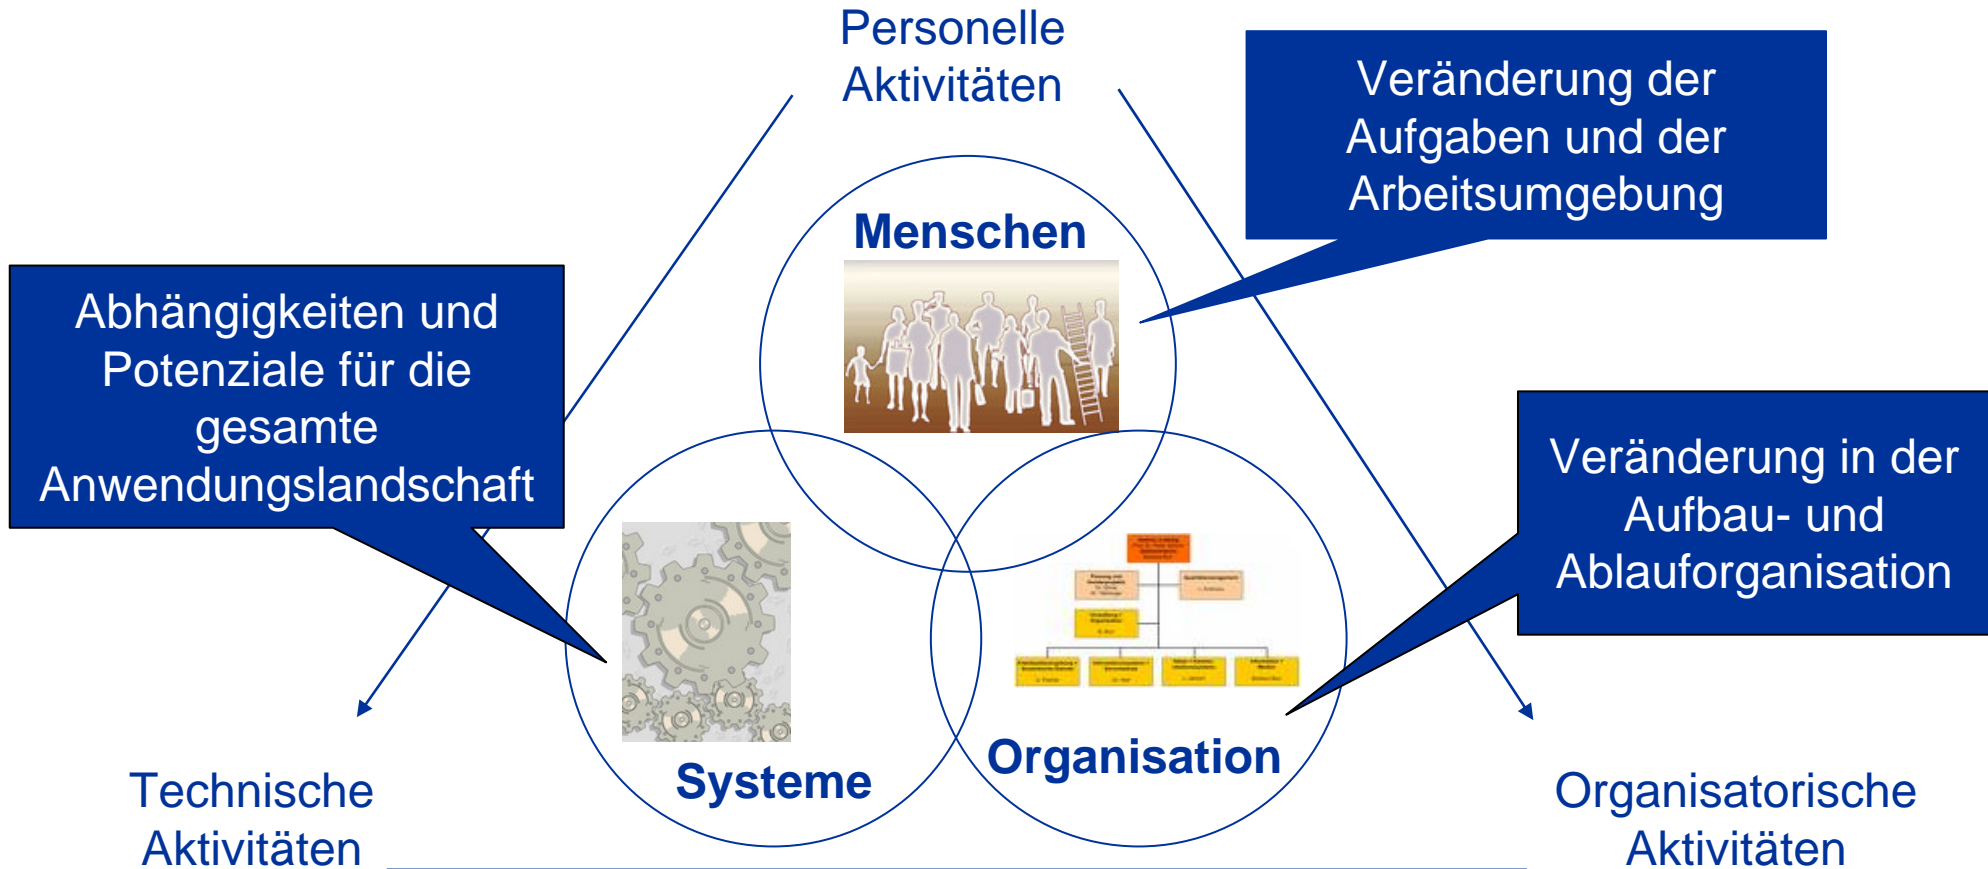 Personelle
Aktivitäten
Veränderung der
Aufgaben und der
Arbeitsumgebung
Menschen
Abhängigkeiten und
Potenziale für die
gesamte
Anwendungslandschaft
Veränderung in der
Aufbau- und
Ablauforganisation
Systeme
Organisation
Technische
Aktivitäten
Organisatorische
Aktivitäten